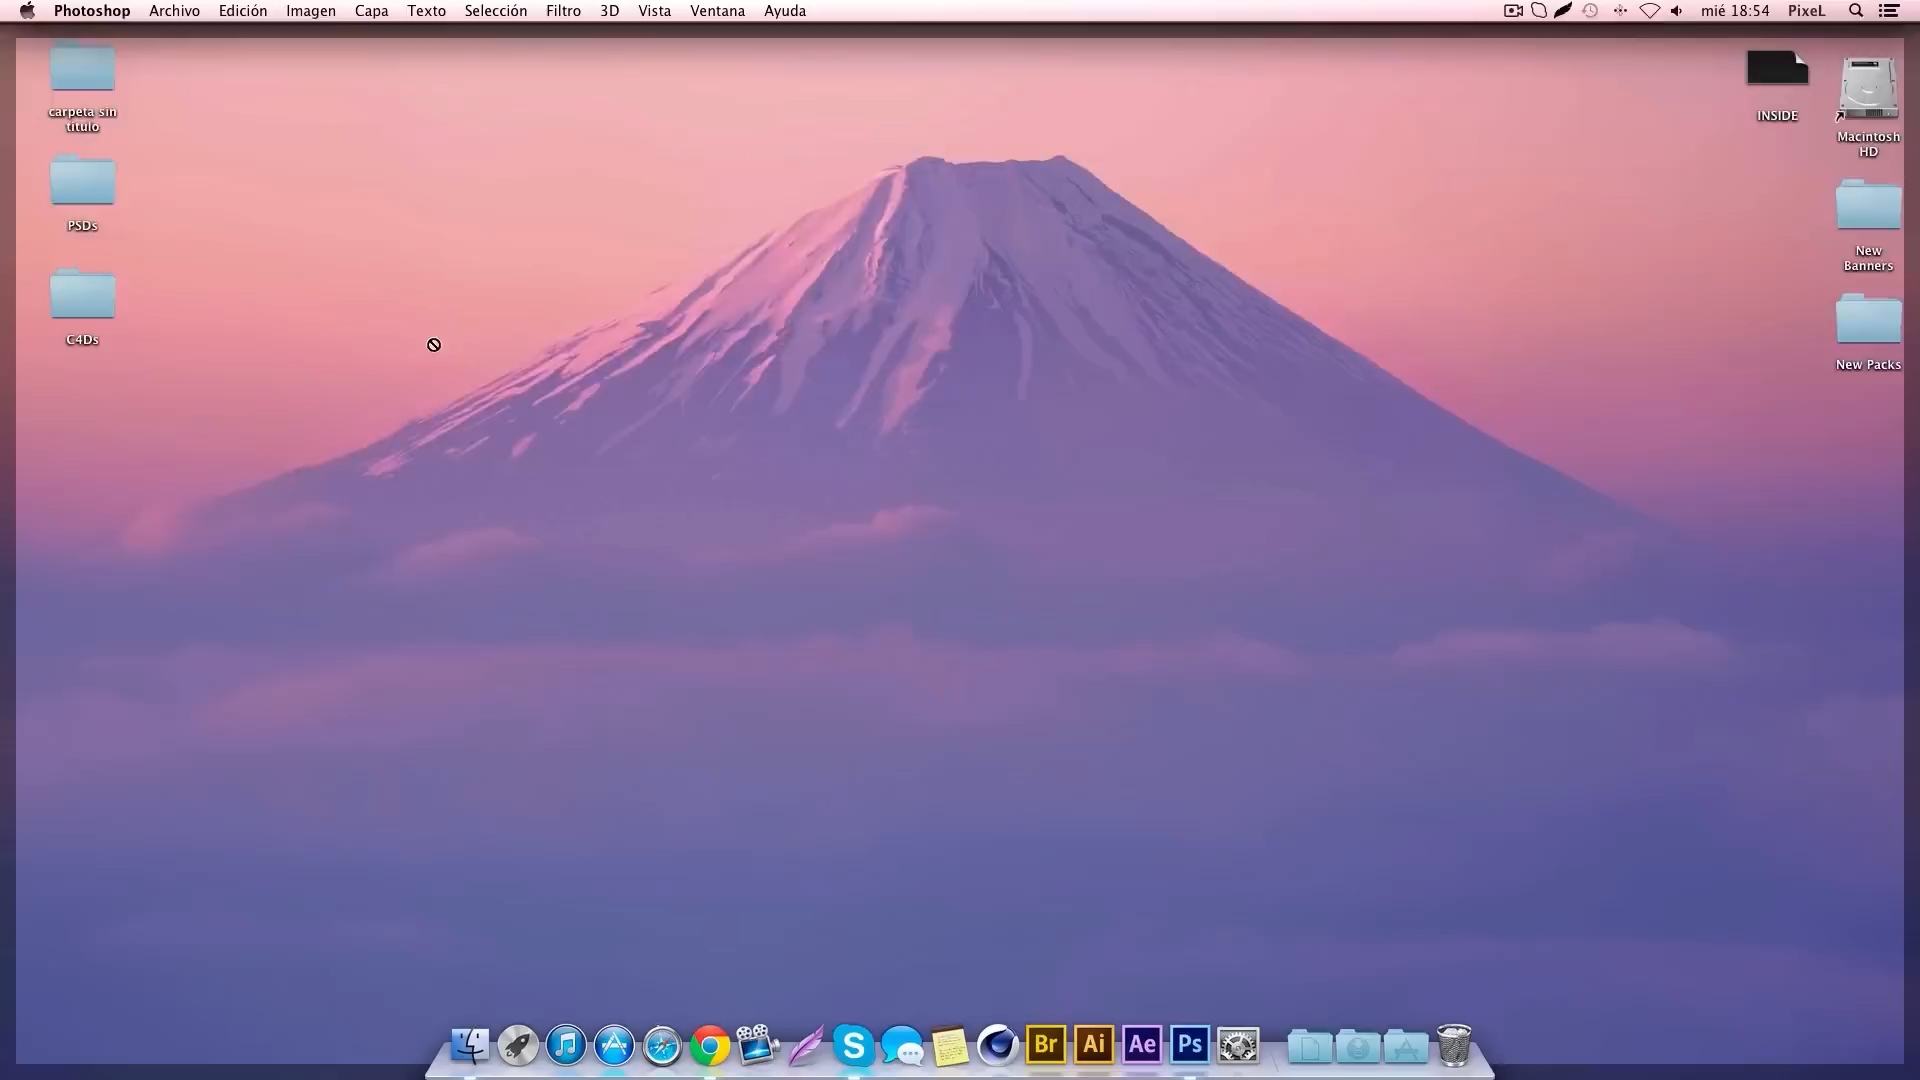 Photoshop Archivo Edición Imagen Capa Texto Selección Filtro 3D Vista Ventana Ayuda mié 18:54 PixeL
carpeta sin
título
PSDs
C4Ds
INSIDE
Macintosh
HD
New
Banners
New Packs
Br Ai Ae Ps